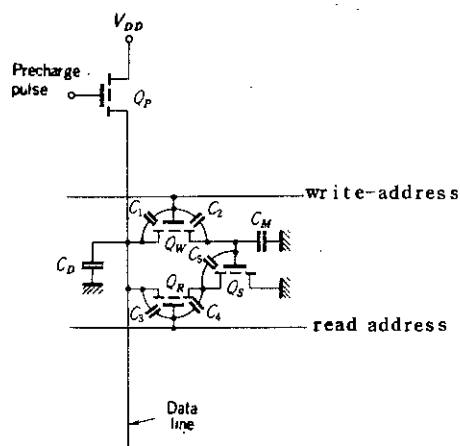 V_DD
Precharge
pulse
Q_P
write-address
C_1
C_2
C_M
Q_W
C_D
C_5
Q_R
Q_S
C_3
C_4
read address
Data
line